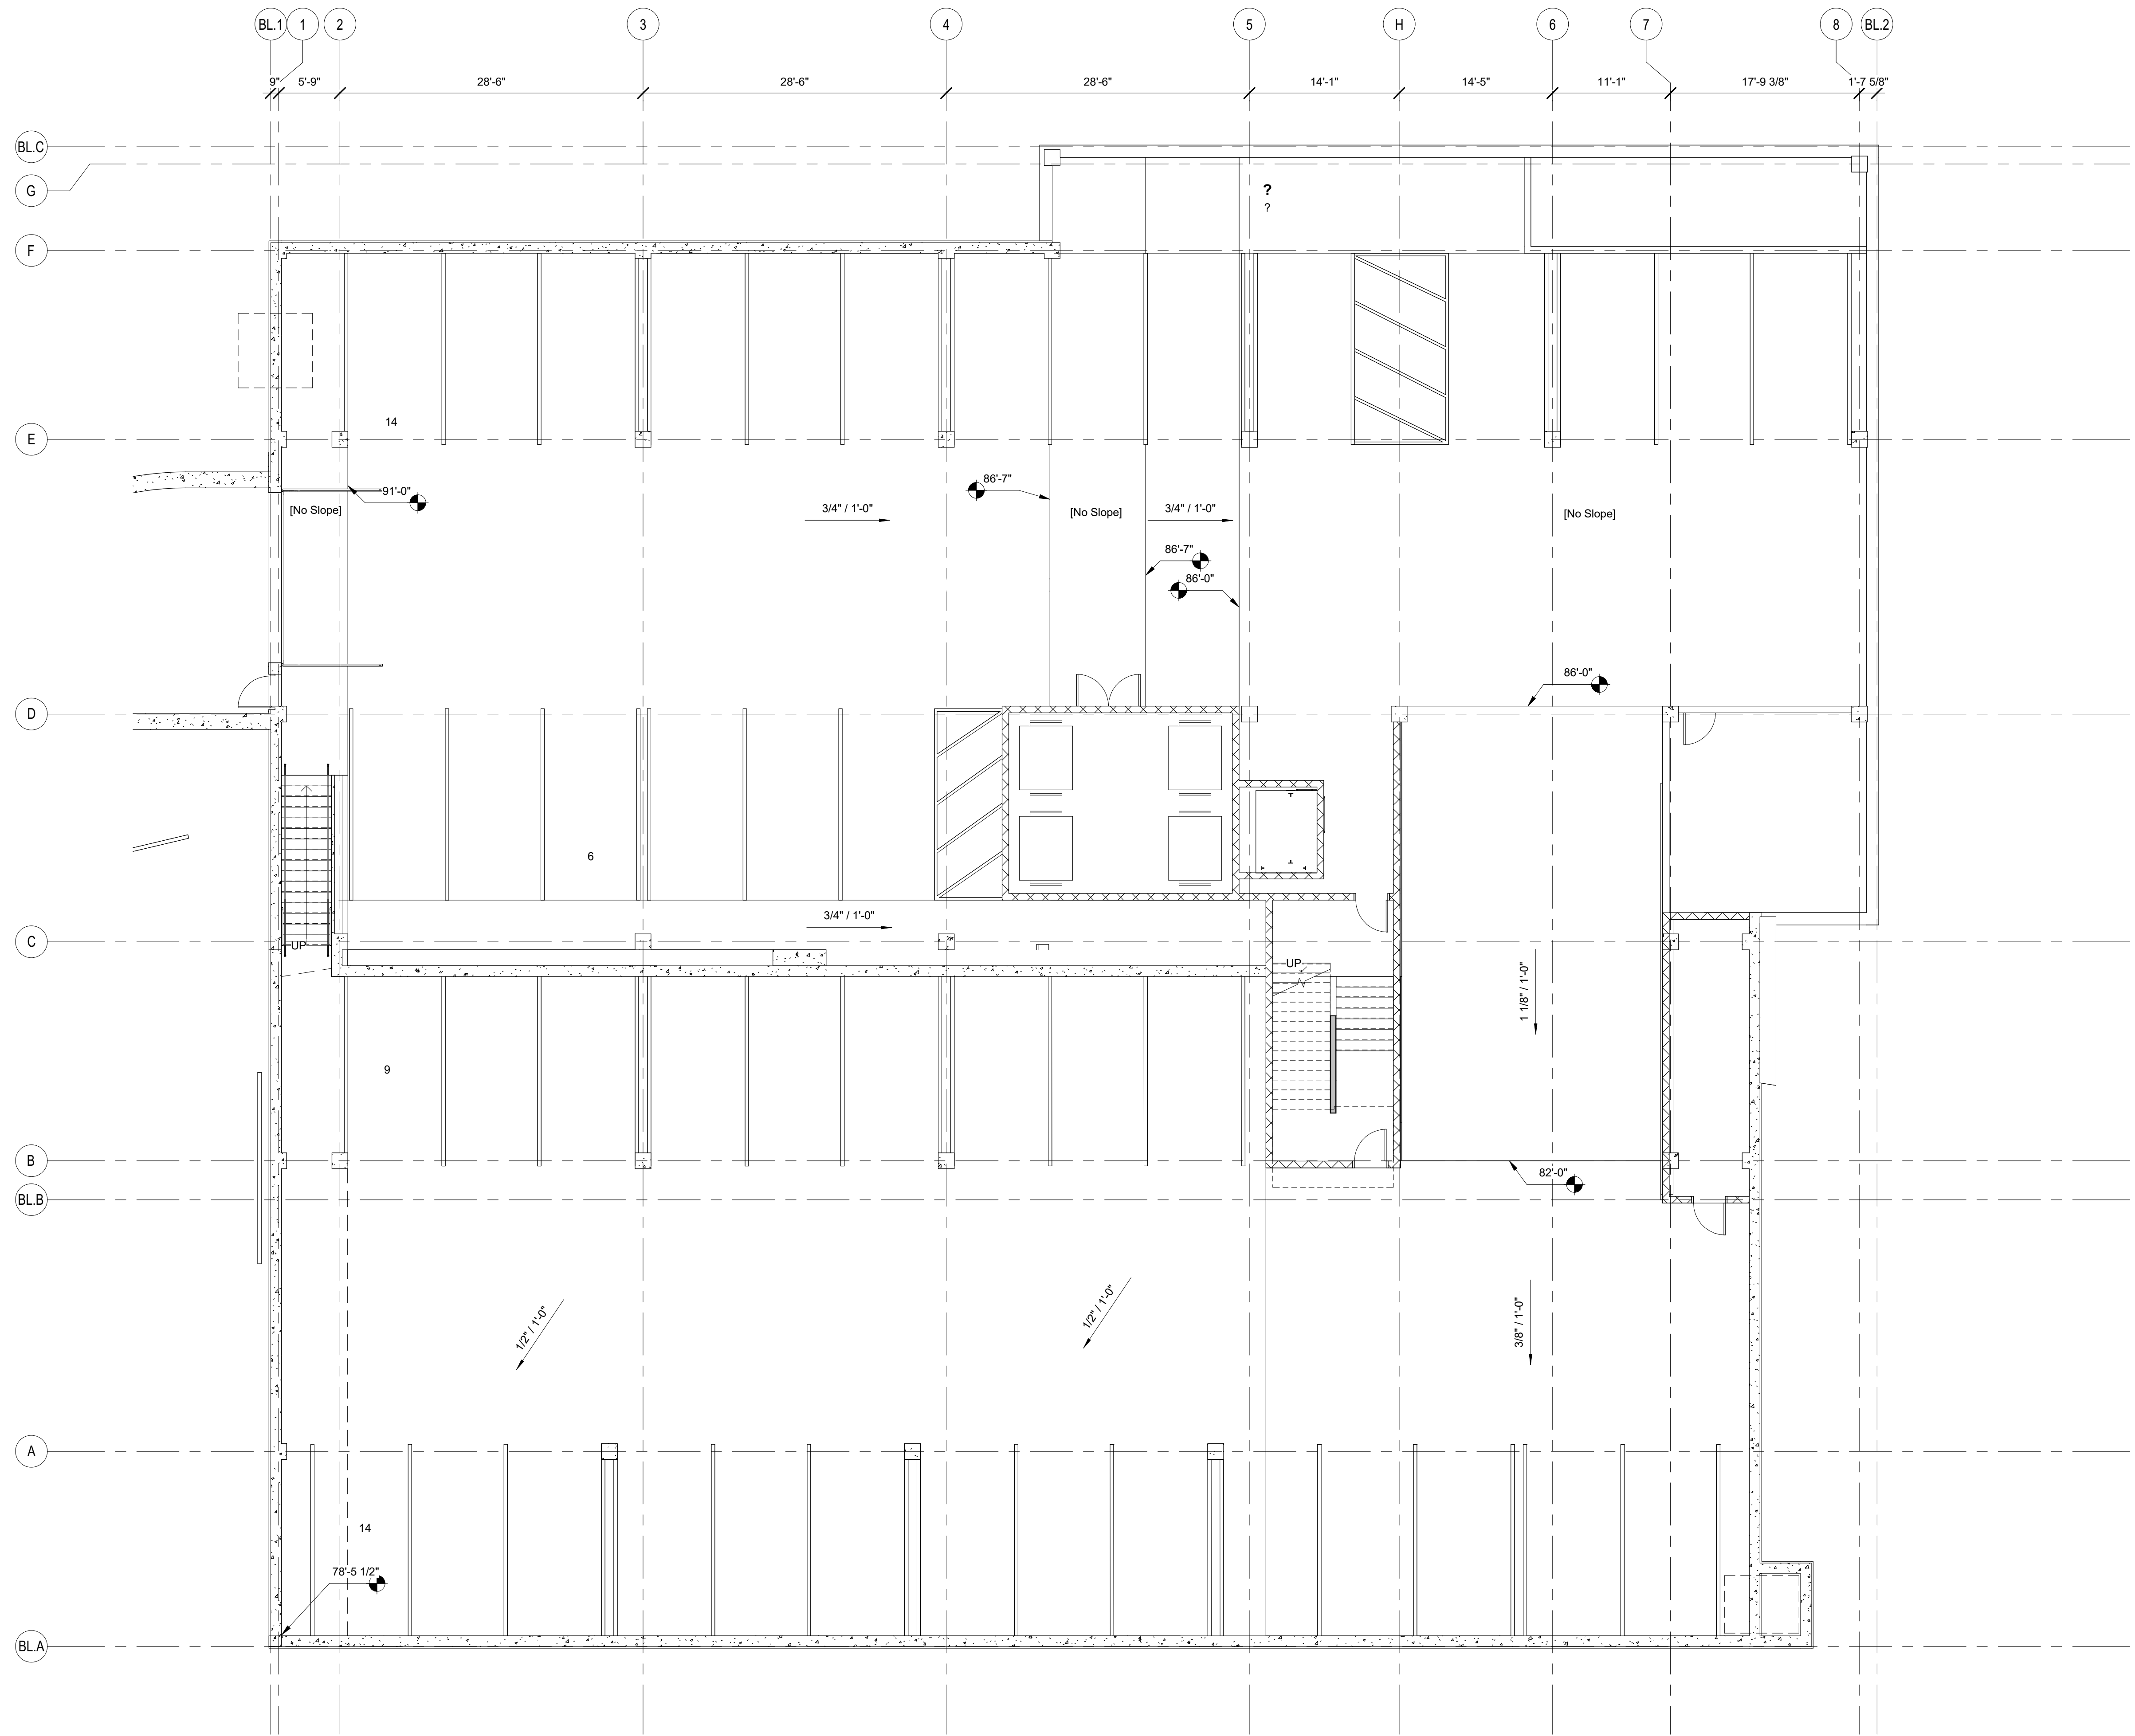 BL.1
1
2
3
4
5
H
6
7
8
BL.2
9"
5'-9"
28'-6"
28'-6"
28'-6"
14'-1"
14'-5"
11'-1"
17'-9 3/8"
1'-7 5/8"
BL.C
G
?
?
F
14
E
91'-0"
[No Slope]
3/4" / 1'-0"
86'-7"
[No Slope]
3/4" / 1'-0"
[No Slope]
86'-7"
86'-0"
86'-0"
D
6
3/4" / 1'-0"
C
UP
UP
1 1/8" / 1'-0"
9
B
82'-0"
BL.B
1/2" / 1'-0"
1/2" / 1'-0"
3/8" / 1'-0"
A
14
78'-5 1/2"
BL.A